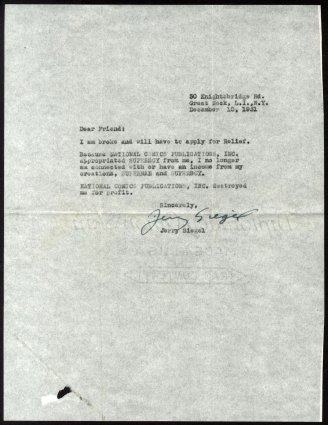 30 Knightsbridge Rd.
Great Neck, L.I., N.Y.
December 10, 1951
Dear Friend:
I am broke and will have to apply for Relief.
Because NATIONAL COMICS PUBLICATIONS, INC.
appropriated SUPERBOY from me, I no longer
am connected with or have an income from my
creations, SUPERMAN and SUPERBOY.
NATIONAL COMICS PUBLICATIONS, INC. destroyed
me for profit.
Sincerely,
Jerry Siegel
Jerry Siegel